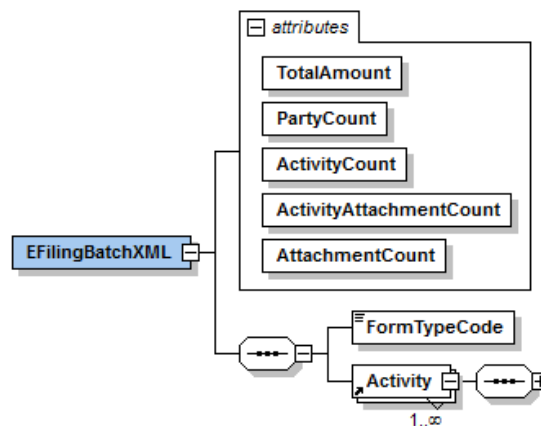 attributes
TotalAmount
PartyCount
ActivityCount
ActivityAttachmentCount
AttachmentCount
EFilingBatchXML
FormTypeCode
Activity
1..∞